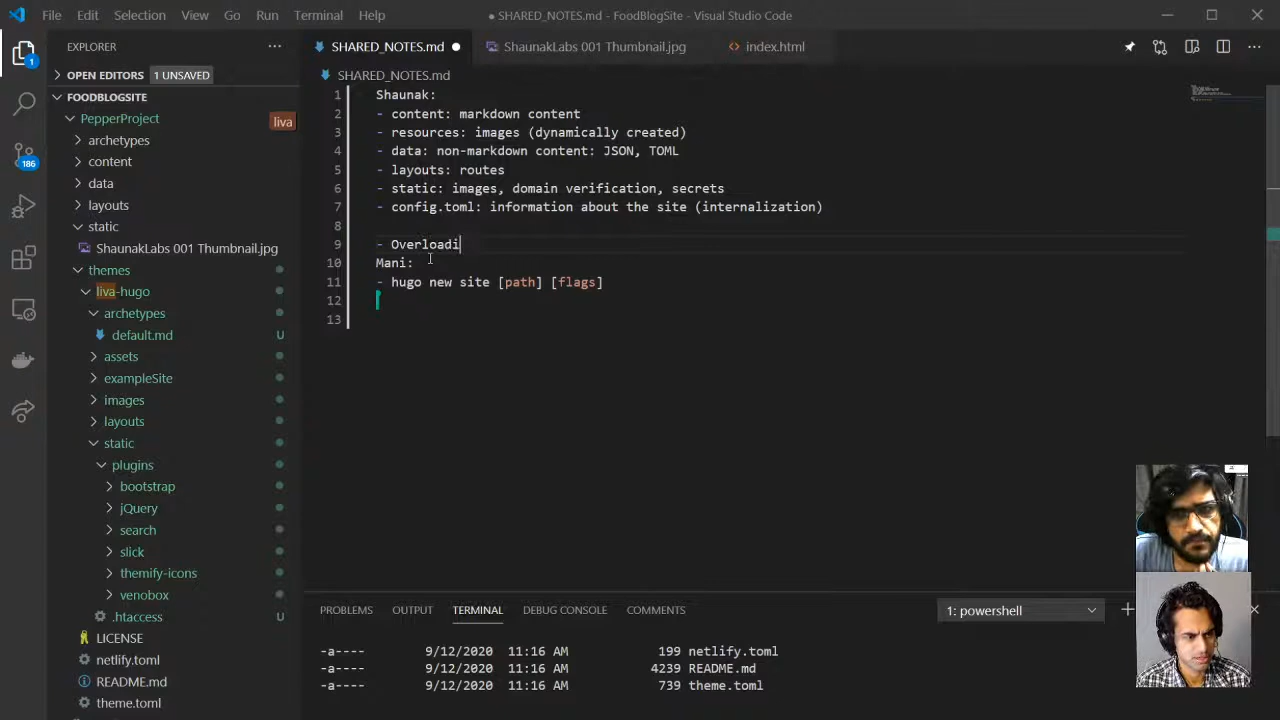 File Edit Selection View Go Run Terminal Help
● SHARED_NOTES.md - FoodBlogSite - Visual Studio Code
EXPLORER
SHARED_NOTES.md
ShaunakLabs 001 Thumbnail.jpg
index.html
1
OPEN EDITORS 1 UNSAVED
SHARED_NOTES.md
FOODBLOGSITE
PepperProject
liva
archetypes
content
data
layouts
static
ShaunakLabs 001 Thumbnail.jpg
themes
liva-hugo
archetypes
default.md U
assets
exampleSite
images
layouts
static
plugins
bootstrap
jQuery
search
slick
themify-icons
venobox
.htaccess U
LICENSE
netlify.toml
README.md
theme.toml
186
1 Shaunak:
2 - content: markdown content
3 - resources: images (dynamically created)
4 - data: non-markdown content: JSON, TOML
5 - layouts: routes
6 - static: images, domain verification, secrets
7 - config.toml: information about the site (internalization)
8
9 - Overloadi
10 Mani:
11 - hugo new site [path] [flags]
12
13
PROBLEMS OUTPUT TERMINAL DEBUG CONSOLE COMMENTS
1: powershell
-a---- 9/12/2020 11:16 AM 199 netlify.toml
-a---- 9/12/2020 11:16 AM 4239 README.md
-a---- 9/12/2020 11:16 AM 739 theme.toml